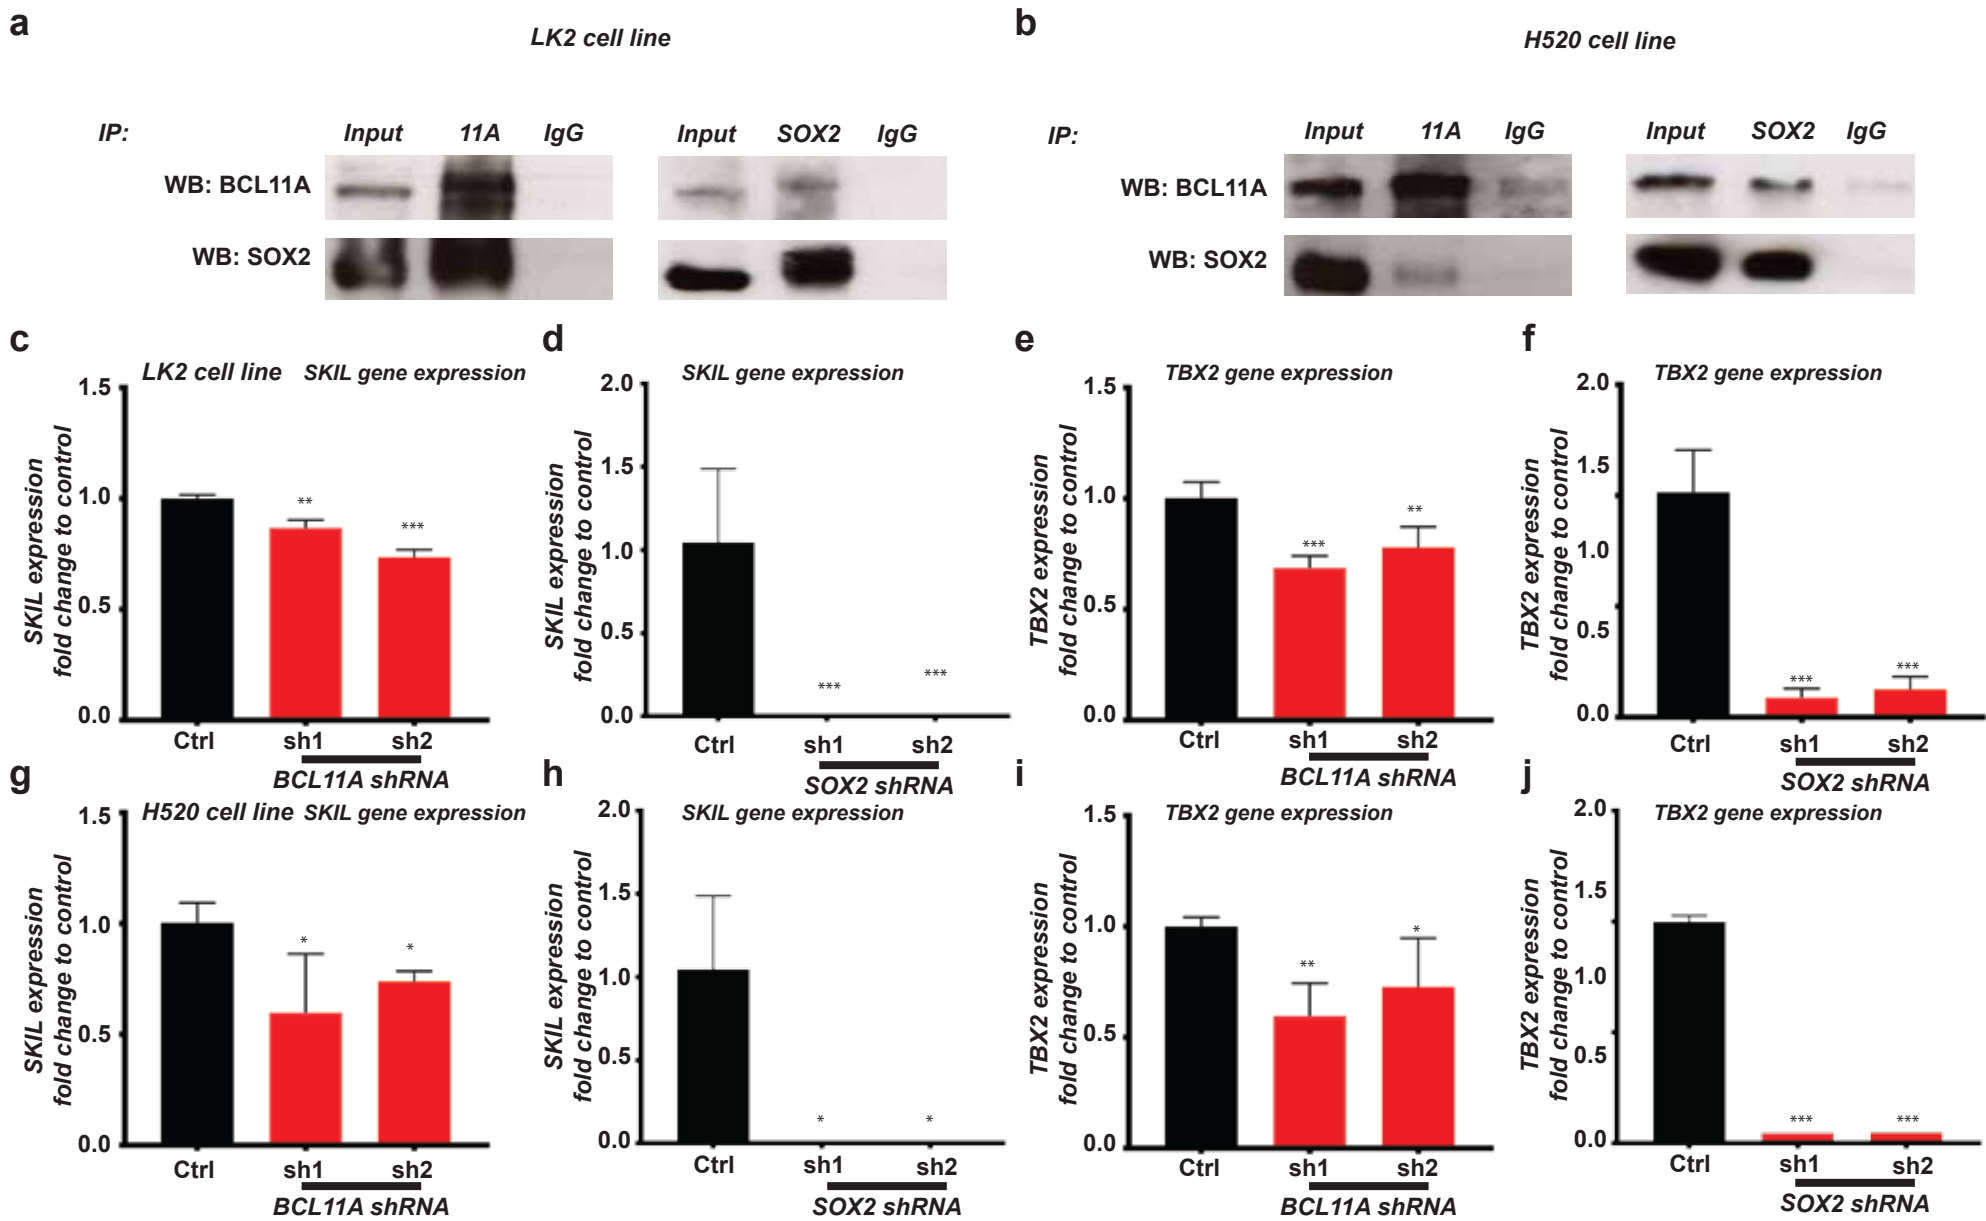 a
LK2 cell line
IP: Input 11A IgG Input SOX2 IgG
WB: BCL11A
WB: SOX2
b
H520 cell line
IP: Input 11A IgG Input SOX2 IgG
WB: BCL11A
WB: SOX2
c
LK2 cell line SKIL gene expression
SKIL expression
fold change to control
1.5
1.0
0.5
0.0
**
***
Ctrl sh1 sh2
BCL11A shRNA
d
SKIL gene expression
SKIL expression
fold change to control
2.0
1.5
1.0
0.5
0.0
***
***
Ctrl sh1 sh2
SOX2 shRNA
e
TBX2 gene expression
TBX2 expression
fold change to control
1.5
1.0
0.5
0.0
***
**
Ctrl sh1 sh2
BCL11A shRNA
f
TBX2 gene expression
TBX2 expression
fold change to control
2.0
1.5
1.0
0.5
0.0
***
***
Ctrl sh1 sh2
SOX2 shRNA
g
H520 cell line SKIL gene expression
SKIL expression
fold change to control
1.5
1.0
0.5
0.0
*
*
Ctrl sh1 sh2
BCL11A shRNA
h
SKIL gene expression
SKIL expression
fold change to control
2.0
1.5
1.0
0.5
0.0
*
*
Ctrl sh1 sh2
SOX2 shRNA
i
TBX2 gene expression
TBX2 expression
fold change to control
1.5
1.0
0.5
0.0
**
*
Ctrl sh1 sh2
BCL11A shRNA
j
TBX2 gene expression
TBX2 expression
fold change to control
2.0
1.5
1.0
0.5
0.0
***
***
Ctrl sh1 sh2
SOX2 shRNA